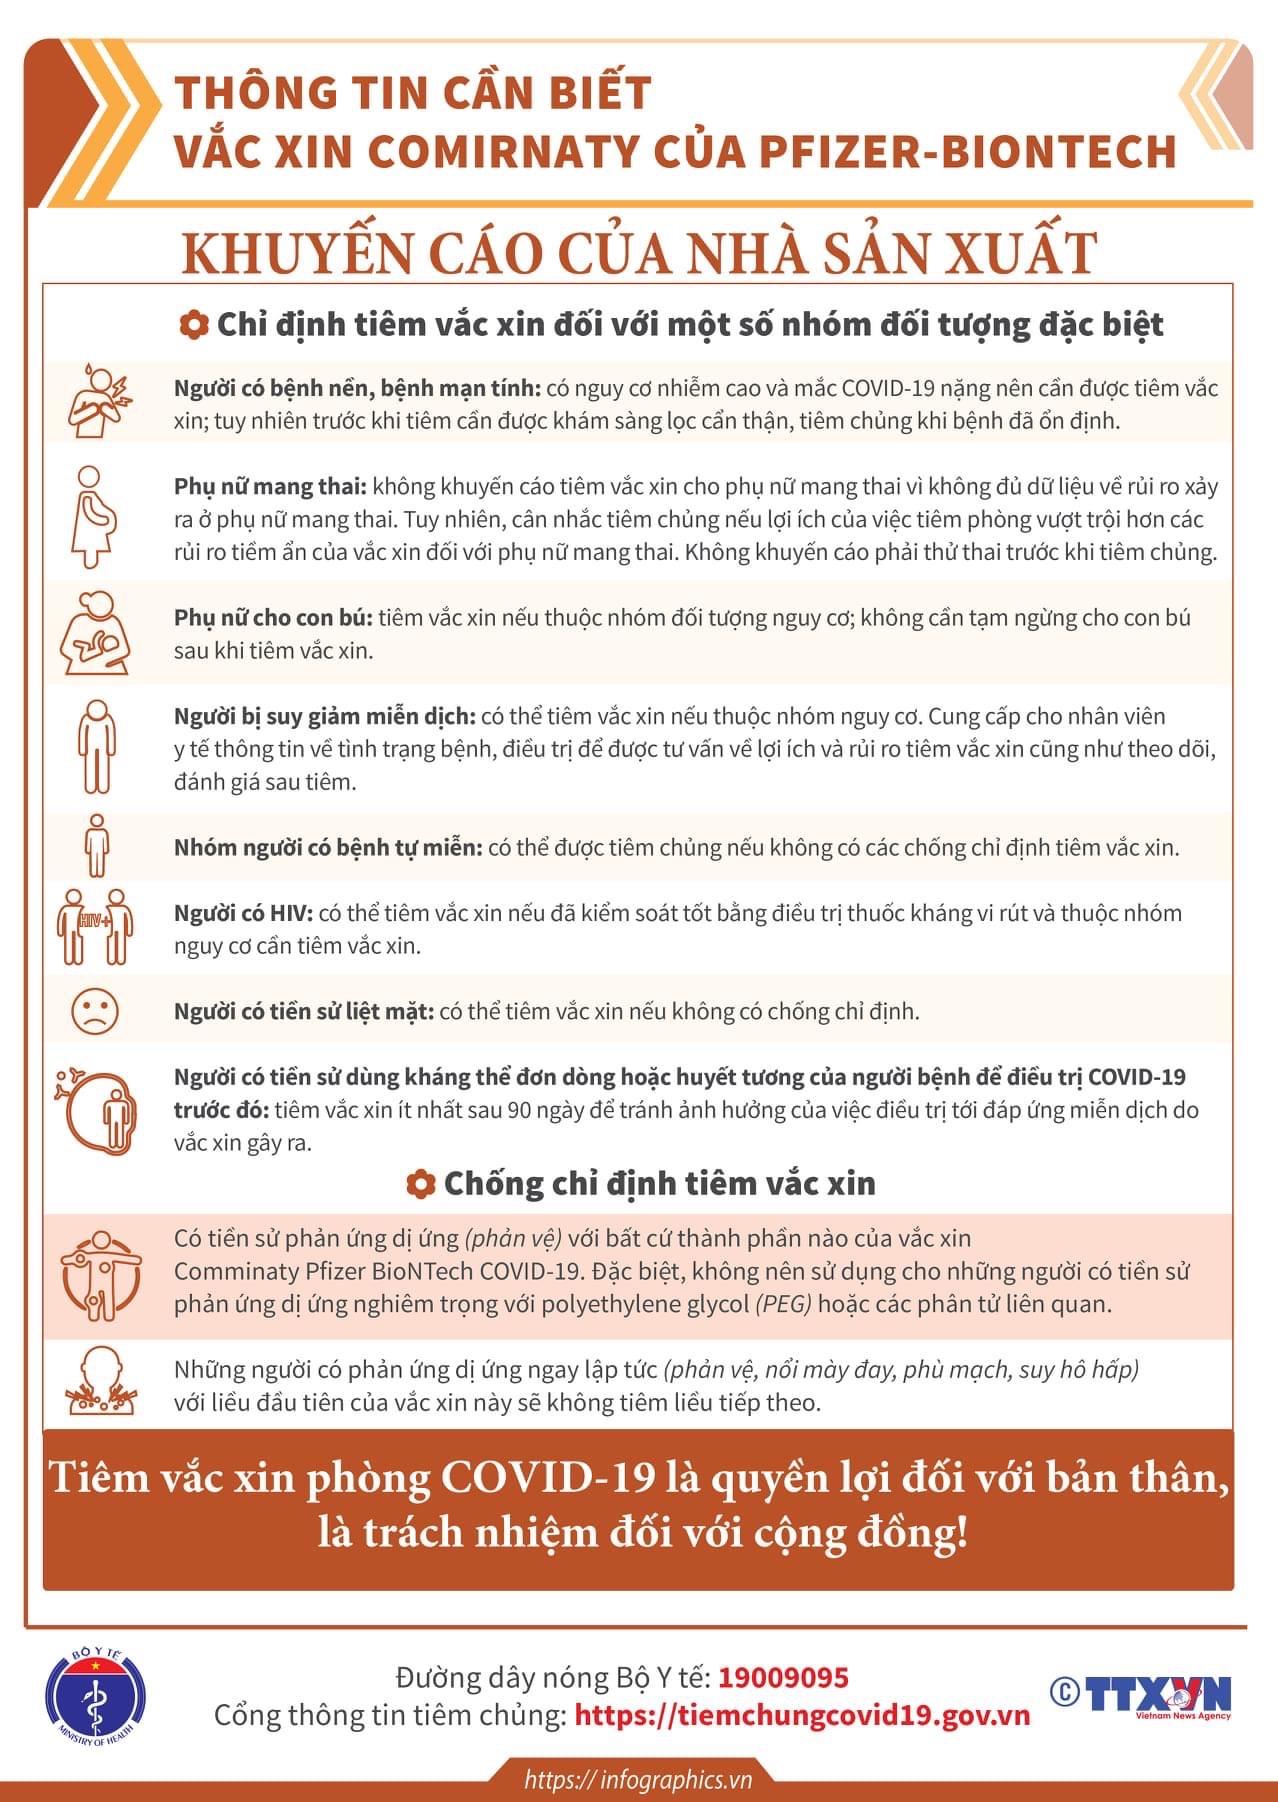 THÔNG TIN CẦN BIẾT
VẮC XIN COMIRNATY CỦA PFIZER-BIONTECH
KHUYẾN CÁO CỦA NHÀ SẢN XUẤT
Chỉ định tiêm vắc xin đối với một số nhóm đối tượng đặc biệt
Người có bệnh nền, bệnh mạn tính: có nguy cơ nhiễm cao và mắc COVID-19 nặng nên cần được tiêm vắc
xin; tuy nhiên trước khi tiêm cần được khám sàng lọc cẩn thận, tiêm chủng khi bệnh đã ổn định.
Phụ nữ mang thai: không khuyến cáo tiêm vắc xin cho phụ nữ mang thai vì không đủ dữ liệu về rủi ro xảy
ra ở phụ nữ mang thai. Tuy nhiên, cân nhắc tiêm chủng nếu lợi ích của việc tiêm phòng vượt trội hơn các
rủi ro tiềm ẩn của vắc xin đối với phụ nữ mang thai. Không khuyến cáo phải thử thai trước khi tiêm chủng.
Phụ nữ cho con bú: tiêm vắc xin nếu thuộc nhóm đối tượng nguy cơ; không cần tạm ngừng cho con bú
sau khi tiêm vắc xin.
Người bị suy giảm miễn dịch: có thể tiêm vắc xin nếu thuộc nhóm nguy cơ. Cung cấp cho nhân viên
y tế thông tin về tình trạng bệnh, điều trị để được tư vấn về lợi ích và rủi ro tiêm vắc xin cũng như theo dõi,
đánh giá sau tiêm.
Nhóm người có bệnh tự miễn: có thể được tiêm chủng nếu không có các chống chỉ định tiêm vắc xin.
HIV+
Người có HIV: có thể tiêm vắc xin nếu đã kiểm soát tốt bằng điều trị thuốc kháng vi rút và thuộc nhóm
nguy cơ cần tiêm vắc xin.
Người có tiền sử liệt mặt: có thể tiêm vắc xin nếu không có chống chỉ định.
Người có tiền sử dùng kháng thể đơn dòng hoặc huyết tương của người bệnh để điều trị COVID-19
trước đó: tiêm vắc xin ít nhất sau 90 ngày để tránh ảnh hưởng của việc điều trị tới đáp ứng miễn dịch do
vắc xin gây ra.
Chống chỉ định tiêm vắc xin
Có tiền sử phản ứng dị ứng (phản vệ) với bất cứ thành phần nào của vắc xin
Comminaty Pfizer BioNTech COVID-19. Đặc biệt, không nên sử dụng cho những người có tiền sử
phản ứng dị ứng nghiêm trọng với polyethylene glycol (PEG) hoặc các phân tử liên quan.
Những người có phản ứng dị ứng ngay lập tức (phản vệ, nổi mày đay, phù mạch, suy hô hấp)
với liều đầu tiên của vắc xin này sẽ không tiêm liều tiếp theo.
Tiêm vắc xin phòng COVID-19 là quyền lợi đối với bản thân,
là trách nhiệm đối với cộng đồng!
BỘ Y TẾ
MINISTRY OF HEALTH
Đường dây nóng Bộ Y tế: 19009095
Cổng thông tin tiêm chủng: https://tiemchungcovid19.gov.vn
© TTXVN
Vietnam News Agency
https:// infographics.vn